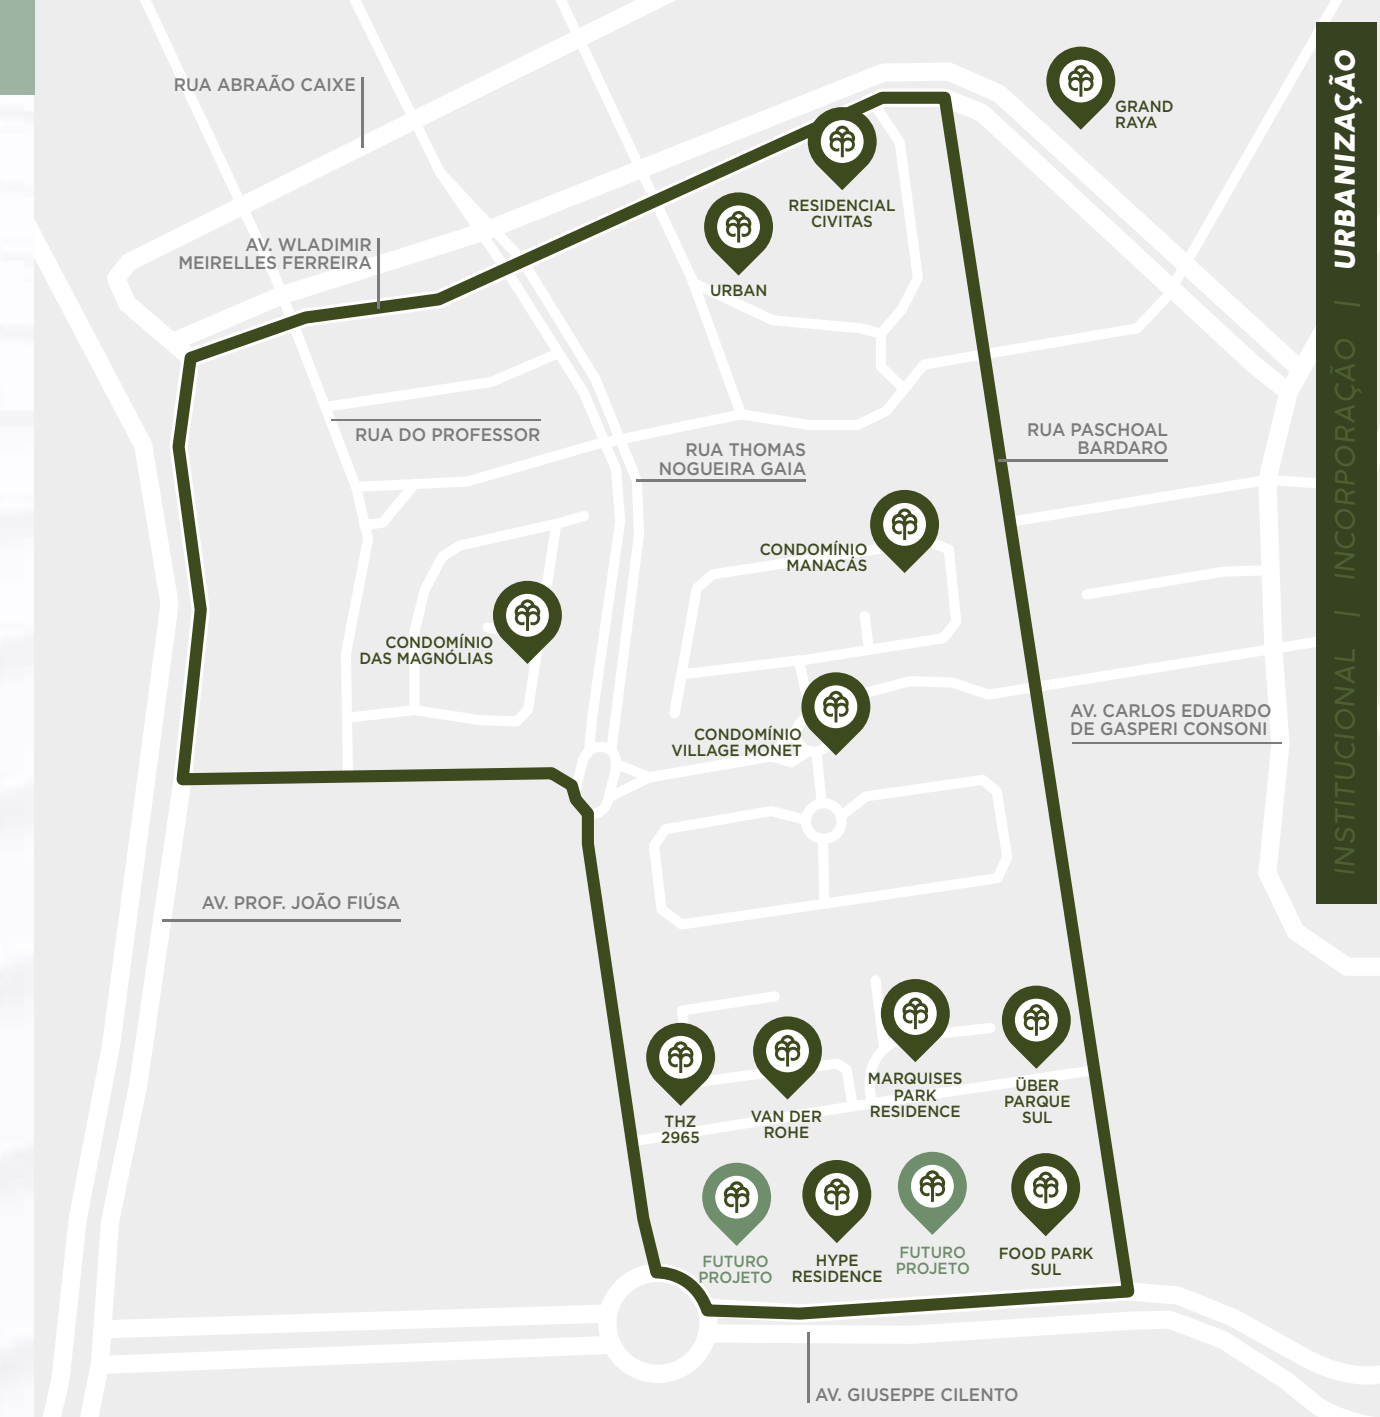 RUA ABRAÃO CAIXE
GRAND
RAYA
RESIDENCIAL
CIVITAS
AV. WLADIMIR
MEIRELLES FERREIRA
URBAN
RUA DO PROFESSOR
RUA THOMAS
NOGUEIRA GAIA
RUA PASCHOAL
BARDARO
CONDOMÍNIO
MANACÁS
CONDOMÍNIO
DAS MAGNÓLIAS
CONDOMÍNIO
VILLAGE MONET
AV. CARLOS EDUARDO
DE GASPERI CONSONI
AV. PROF. JOÃO FIÚSA
THZ
2965
VAN DER
ROHE
MARQUISES
PARK
RESIDENCE
ÜBER
PARQUE
SUL
FUTURO
PROJETO
HYPE
RESIDENCE
FUTURO
PROJETO
FOOD PARK
SUL
AV. GIUSEPPE CILENTO
INSTITUCIONAL | INCORPORAÇÃO | URBANIZAÇÃO